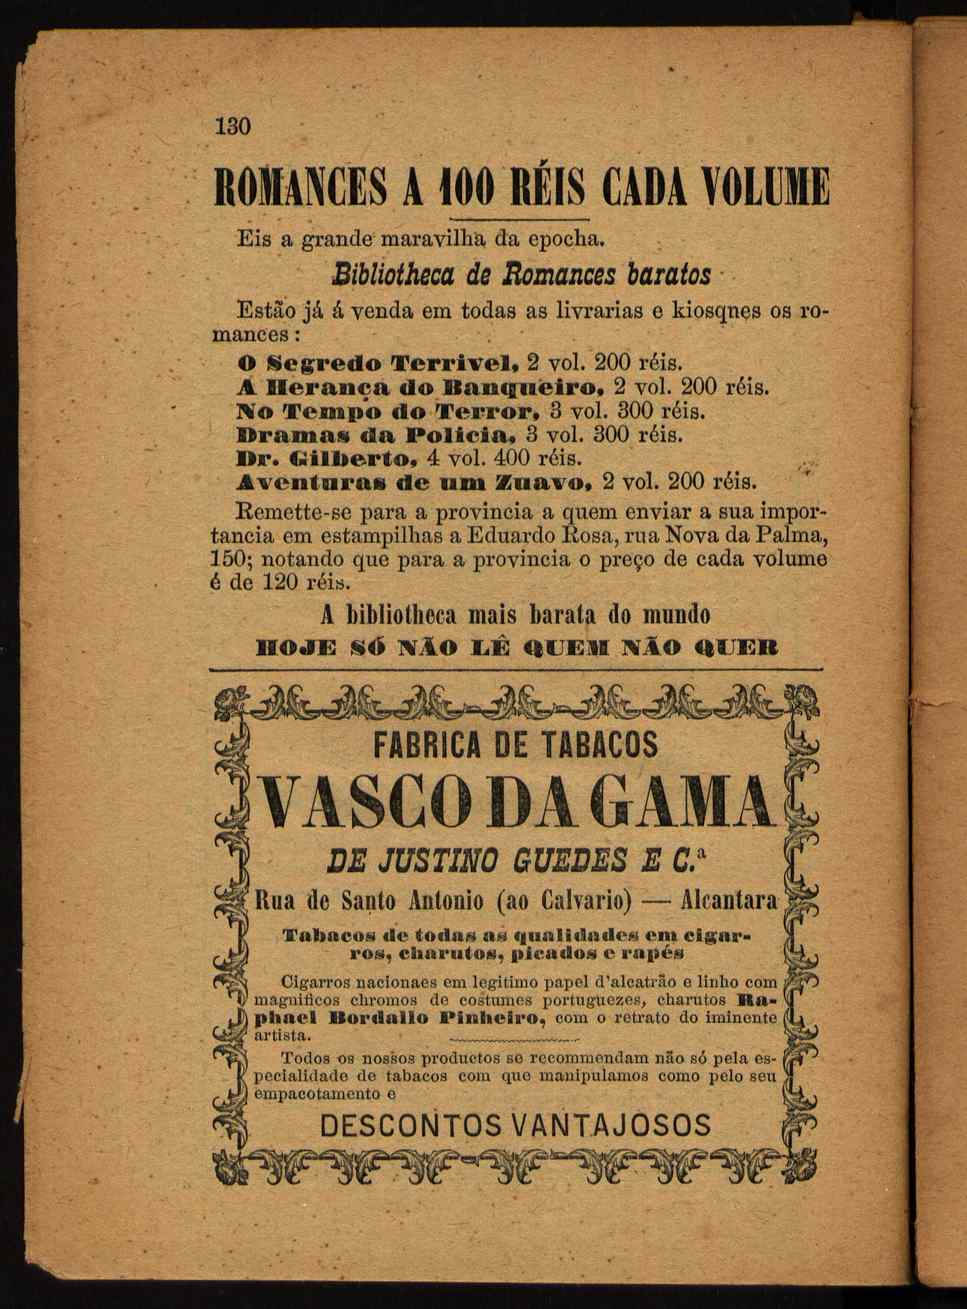 130
ROMANCES A 100 RÉIS CADA VOLUME
Eis a grande maravilha da epocha.
Bibliotheca de Romances baratos
Estão já á venda em todas as livrarias e kiosqnes os ro-
mances :
O Segredo Terrivel, 2 vol. 200 réis.
A Herança do Banqueiro, 2 vol. 200 réis.
No Tempo do Terror, 3 vol. 300 réis.
Dramas da Policia, 3 vol. 300 réis.
Dr. Gilberto, 4 vol. 400 réis.
Aventuras de um Zuavo, 2 vol. 200 réis.
Remette-se para a provincia a quem enviar a sua impor-
tancia em estampilhas a Eduardo Rosa, rua Nova da Palma,
150; notando que para a provincia o preço de cada volume
é de 120 réis.
A bibliotheca mais barata do mundo
HOJE SÓ NÃO LÊ QUEM NÃO QUER
FABRICA DE TABACOS
VASCO DA GAMA
DE JUSTINO GUEDES E C.ª
Rua de Santo Antonio (ao Calvario) — Alcantara
Tabacos de todas as qualidades em cigar-
ros, charutos, picados e rapés
Cigarros nacionaes em legitimo papel d'alcatrão e linho com
magnificos chromos de costumes portuguezes, charutos Ra-
phael Bordallo Pinheiro, com o retrato do iminente
artista.
Todos os nossos productos se recommendam não só pela es-
pecialidade de tabacos com que manipulamos como pelo seu
empacotamento e
DESCONTOS VANTAJOSOS